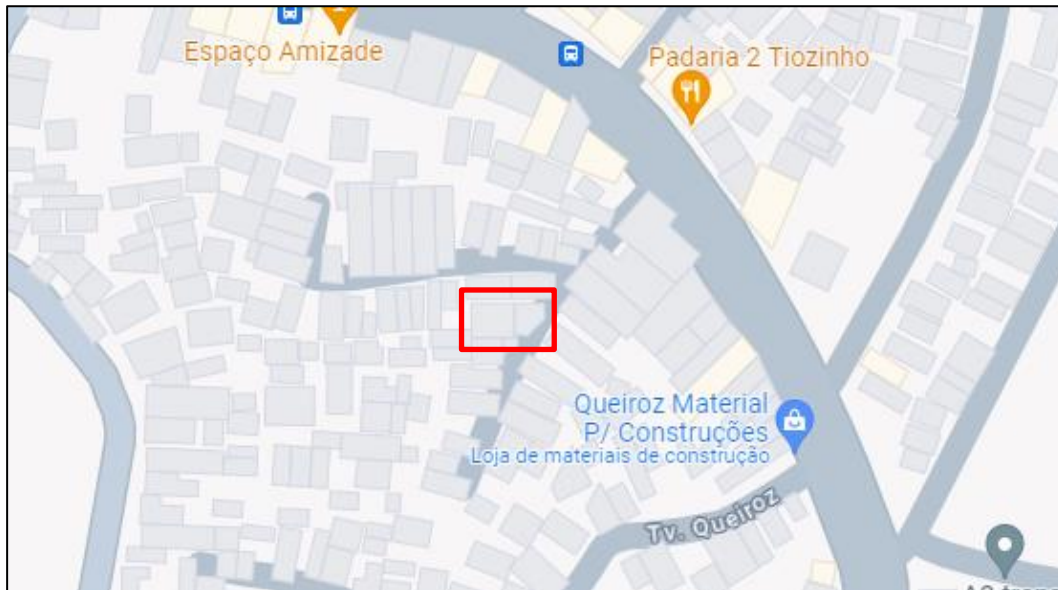 Espaço Amizade
Padaria 2 Tiozinho
Queiroz Material
P/ Construções
Loja de materiais de construção
Tv. Queiroz